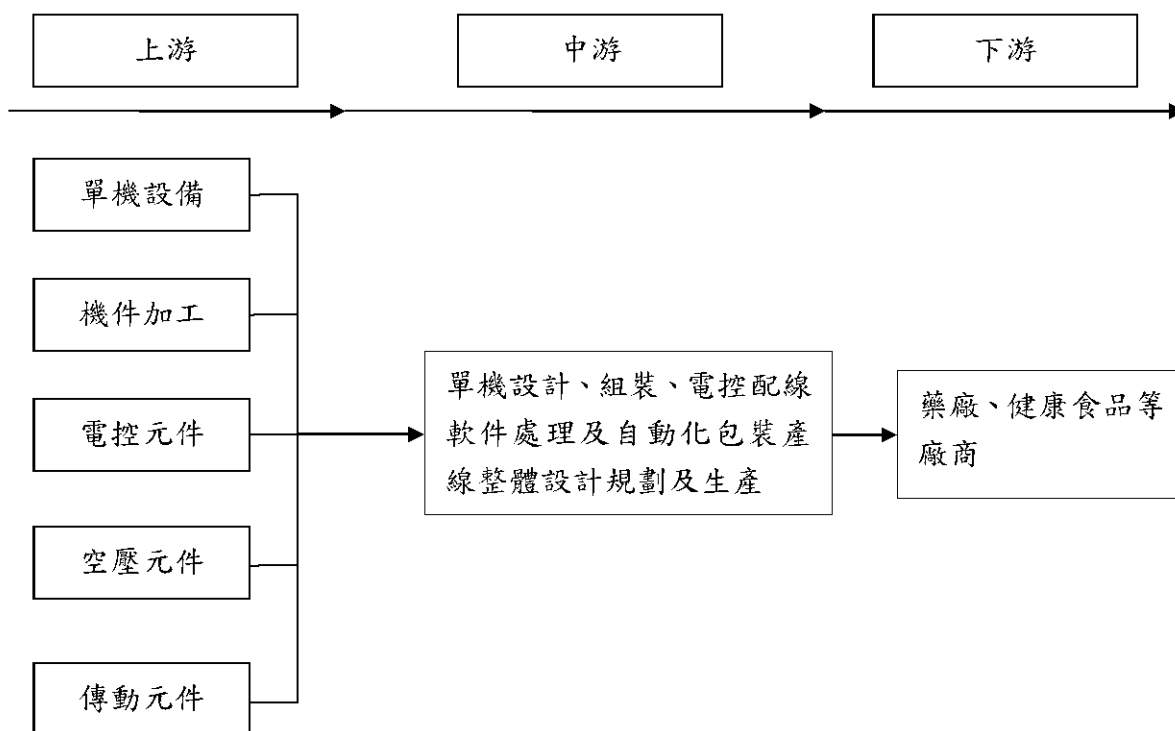 上游
中游
下游
單機設備
機件加工
電控元件
空壓元件
傳動元件
單機設計、組裝、電控配線
軟件處理及自動化包裝產
線整體設計規劃及生產
藥廠、健康食品等
廠商